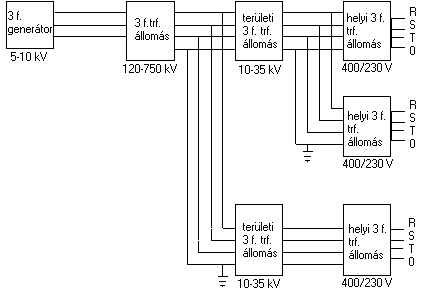 3 f.
generátor
5-10 kV
3 f.trf.
állomás
120-750 kV
területi
3 f. trf.
állomás
10-35 kV
helyi 3 f.
trf.
állomás
400/230 V
R
S
T
0
helyi 3 f.
trf.
állomás
400/230 V
R
S
T
0
területi
3 f. trf.
állomás
10-35 kV
helyi 3 f.
trf.
állomás
400/230 V
R
S
T
0